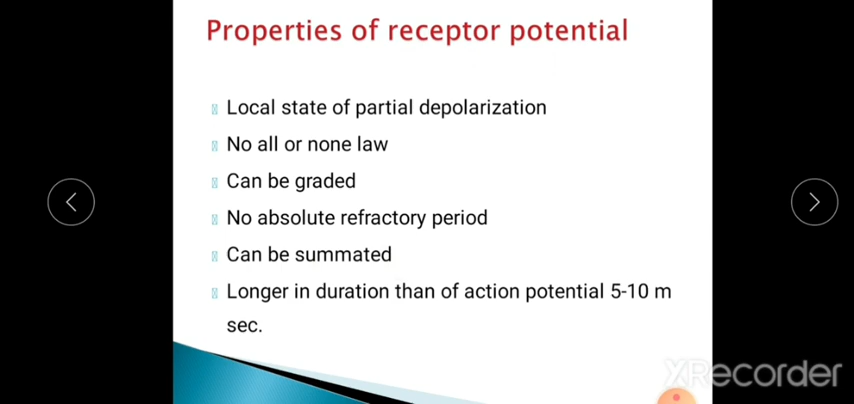 Properties of receptor potential
Local state of partial depolarization
No all or none law
Can be graded
No absolute refractory period
Can be summated
Longer in duration than of action potential 5-10 m
sec.
XRecorder